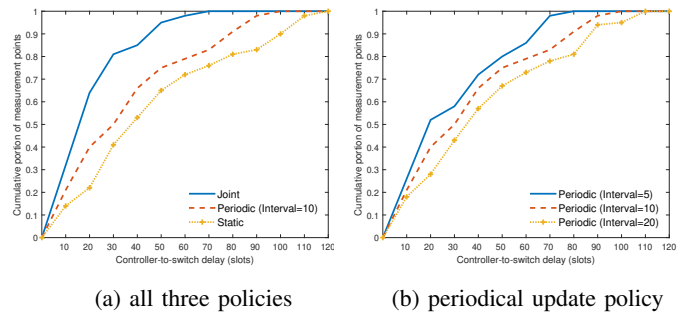 1
0.9
0.8
0.7
0.6
0.5
0.4
0.3
0.2
0.1
0
Cumulative portion of measurement points
10 20 30 40 50 60 70 80 90 100 110 120
Controller-to-switch delay (slots)
Joint
Periodic (Interval=10)
Static
(a) all three policies
1
0.9
0.8
0.7
0.6
0.5
0.4
0.3
0.2
0.1
0
Cumulative portion of measurement points
10 20 30 40 50 60 70 80 90 100 110 120
Controller-to-switch delay (slots)
Periodic (Interval=5)
Periodic (Interval=10)
Periodic (Interval=20)
(b) periodical update policy